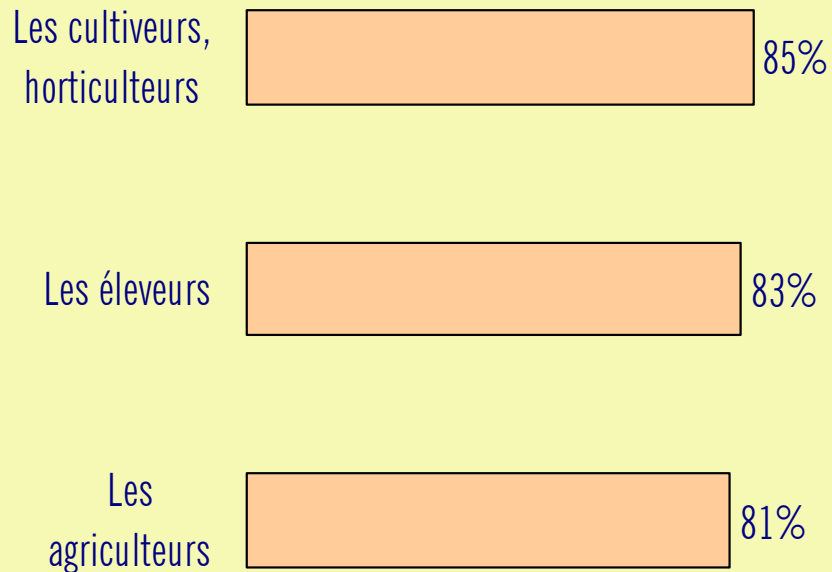 Les cultiveurs,
horticulteurs
85%
Les éleveurs
83%
Les
agriculteurs
81%